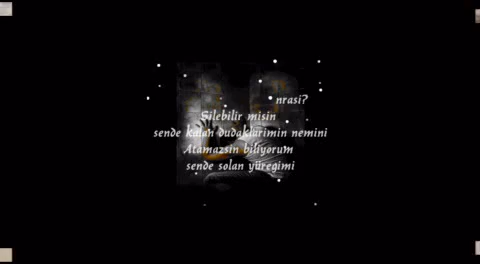 nrasi?
Silebilir misin
sende kalan dudaklarimin nemini
Atamazsin biliyorum
sende solan yüregimi